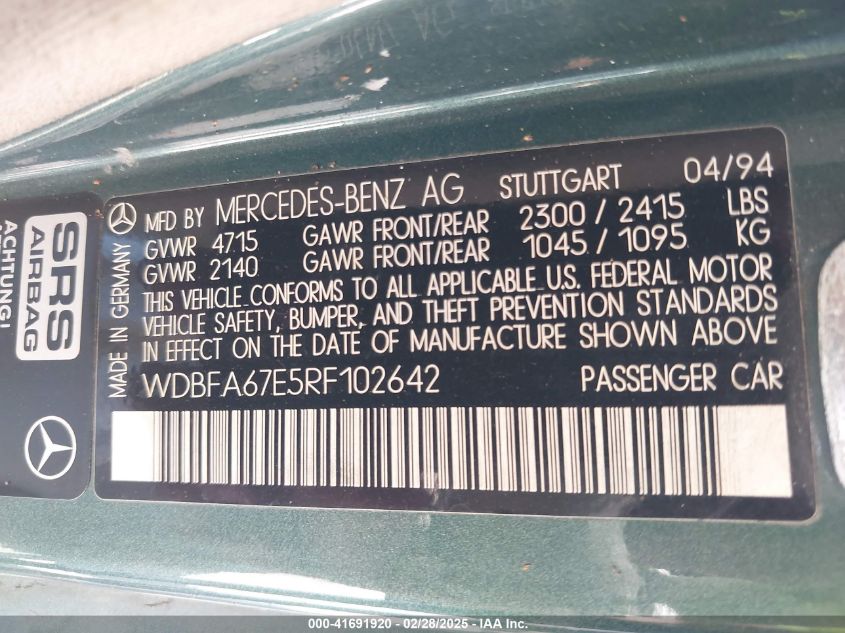 ACHTUNG!
SRS
AIRBAG
MADE IN GERMANY
MFD BY MERCEDES-BENZ AG STUTTGART 04/94
GVWR 4715 GAWR FRONT/REAR 2300 / 2415 LBS
GVWR 2140 GAWR FRONT/REAR 1045 / 1095 KG
THIS VEHICLE CONFORMS TO ALL APPLICABLE U.S. FEDERAL MOTOR
VEHICLE SAFETY, BUMPER, AND THEFT PREVENTION STANDARDS
IN EFFECT ON THE DATE OF MANUFACTURE SHOWN ABOVE
WDBFA67E5RF102642 PASSENGER CAR
000-41691920 - 02/28/2025 - IAA Inc.